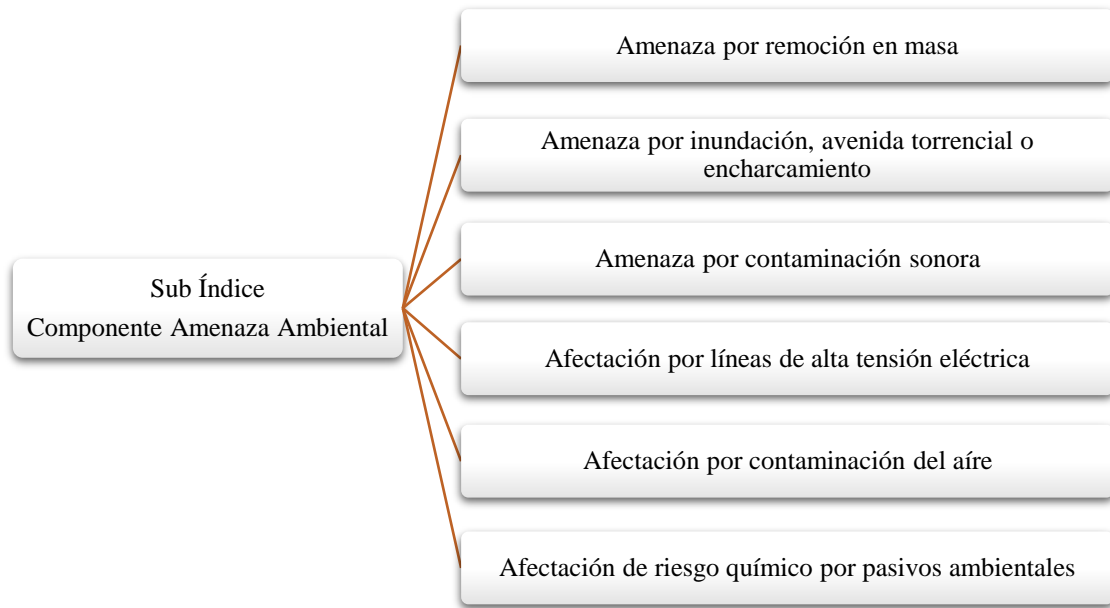 Amenaza por remoción en masa
Amenaza por inundación, avenida torrencial o
encharcamiento
Amenaza por contaminación sonora
Sub Índice
Componente Amenaza Ambiental
Afectación por líneas de alta tensión eléctrica
Afectación por contaminación del aíre
Afectación de riesgo químico por pasivos ambientales